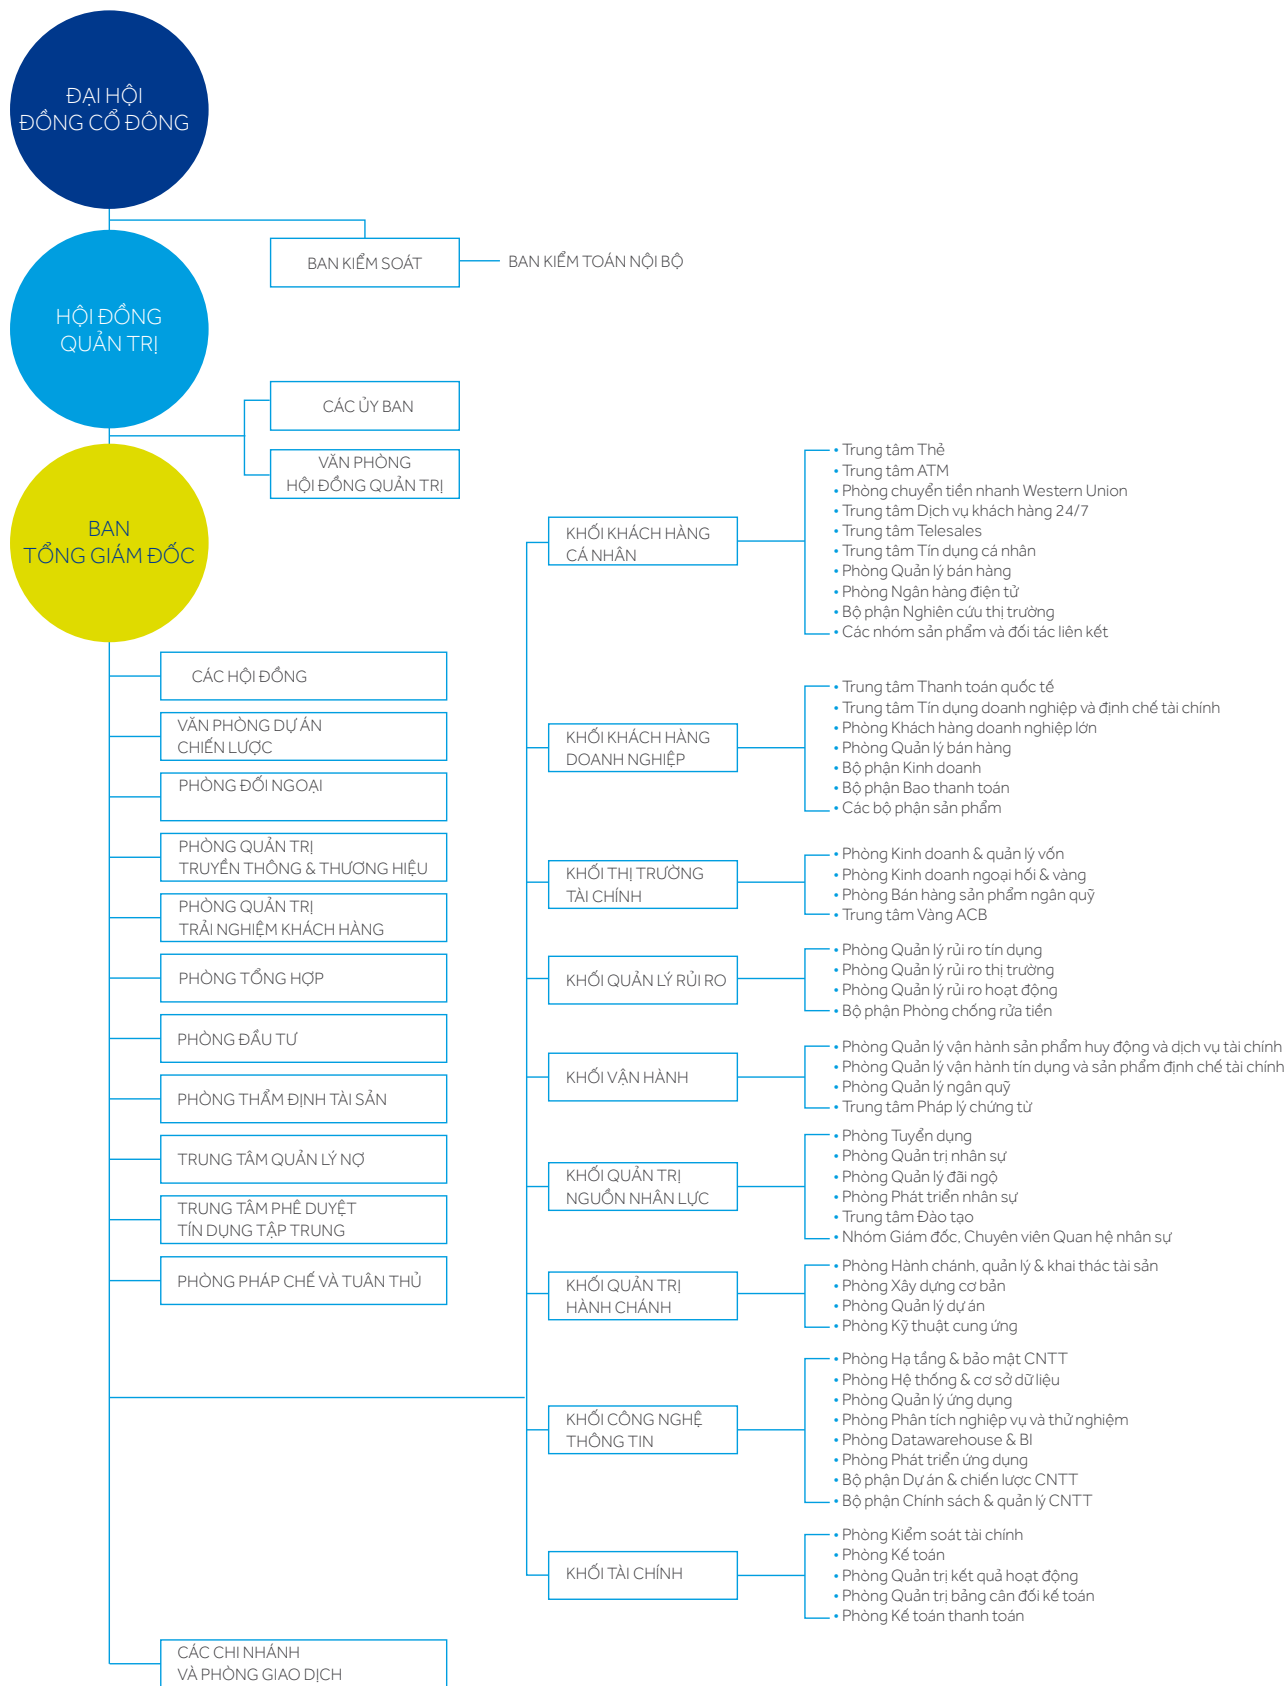 ĐẠI HỘI
ĐỒNG CỔ ĐÔNG
BAN KIỂM SOÁT
BAN KIỂM TOÁN NỘI BỘ
HỘI ĐỒNG
QUẢN TRỊ
CÁC ỦY BAN
VĂN PHÒNG
HỘI ĐỒNG QUẢN TRỊ
BAN
TỔNG GIÁM ĐỐC
CÁC HỘI ĐỒNG
VĂN PHÒNG DỰ ÁN
CHIẾN LƯỢC
PHÒNG ĐỐI NGOẠI
PHÒNG QUẢN TRỊ
TRUYỀN THÔNG & THƯƠNG HIỆU
PHÒNG QUẢN TRỊ
TRẢI NGHIỆM KHÁCH HÀNG
PHÒNG TỔNG HỢP
PHÒNG ĐẦU TƯ
PHÒNG THẨM ĐỊNH TÀI SẢN
TRUNG TÂM QUẢN LÝ NỢ
TRUNG TÂM PHÊ DUYỆT
TÍN DỤNG TẬP TRUNG
PHÒNG PHÁP CHẾ VÀ TUÂN THỦ
KHỐI KHÁCH HÀNG
CÁ NHÂN
• Trung tâm Thẻ
• Trung tâm ATM
• Phòng chuyển tiền nhanh Western Union
• Trung tâm Dịch vụ khách hàng 24/7
• Trung tâm Telesales
• Trung tâm Tín dụng cá nhân
• Phòng Quản lý bán hàng
• Phòng Ngân hàng điện tử
• Bộ phận Nghiên cứu thị trường
• Các nhóm sản phẩm và đối tác liên kết
KHỐI KHÁCH HÀNG
DOANH NGHIỆP
• Trung tâm Thanh toán quốc tế
• Trung tâm Tín dụng doanh nghiệp và định chế tài chính
• Phòng Khách hàng doanh nghiệp lớn
• Phòng Quản lý bán hàng
• Bộ phận Kinh doanh
• Bộ phận Bao thanh toán
• Các bộ phận sản phẩm
KHỐI THỊ TRƯỜNG
TÀI CHÍNH
• Phòng Kinh doanh & quản lý vốn
• Phòng Kinh doanh ngoại hối & vàng
• Phòng Bán hàng sản phẩm ngân quỹ
• Trung tâm Vàng ACB
KHỐI QUẢN LÝ RỦI RO
• Phòng Quản lý rủi ro tín dụng
• Phòng Quản lý rủi ro thị trường
• Phòng Quản lý rủi ro hoạt động
• Bộ phận Phòng chống rửa tiền
KHỐI VẬN HÀNH
• Phòng Quản lý vận hành sản phẩm huy động và dịch vụ tài chính
• Phòng Quản lý vận hành tín dụng và sản phẩm định chế tài chính
• Phòng Quản lý ngân quỹ
• Trung tâm Pháp lý chứng từ
KHỐI QUẢN TRỊ
NGUỒN NHÂN LỰC
• Phòng Tuyển dụng
• Phòng Quản trị nhân sự
• Phòng Quản lý đãi ngộ
• Phòng Phát triển nhân sự
• Trung tâm Đào tạo
• Nhóm Giám đốc, Chuyên viên Quan hệ nhân sự
KHỐI QUẢN TRỊ
HÀNH CHÁNH
• Phòng Hành chánh, quản lý & khai thác tài sản
• Phòng Xây dựng cơ bản
• Phòng Quản lý dự án
• Phòng Kỹ thuật cung ứng
KHỐI CÔNG NGHỆ
THÔNG TIN
• Phòng Hạ tầng & bảo mật CNTT
• Phòng Hệ thống & cơ sở dữ liệu
• Phòng Quản lý ứng dụng
• Phòng Phân tích nghiệp vụ và thử nghiệm
• Phòng Datawarehouse & BI
• Phòng Phát triển ứng dụng
• Bộ phận Dự án & chiến lược CNTT
• Bộ phận Chính sách & quản lý CNTT
KHỐI TÀI CHÍNH
• Phòng Kiểm soát tài chính
• Phòng Kế toán
• Phòng Quản trị kết quả hoạt động
• Phòng Quản trị bảng cân đối kế toán
• Phòng Kế toán thanh toán
CÁC CHI NHÁNH
VÀ PHÒNG GIAO DỊCH